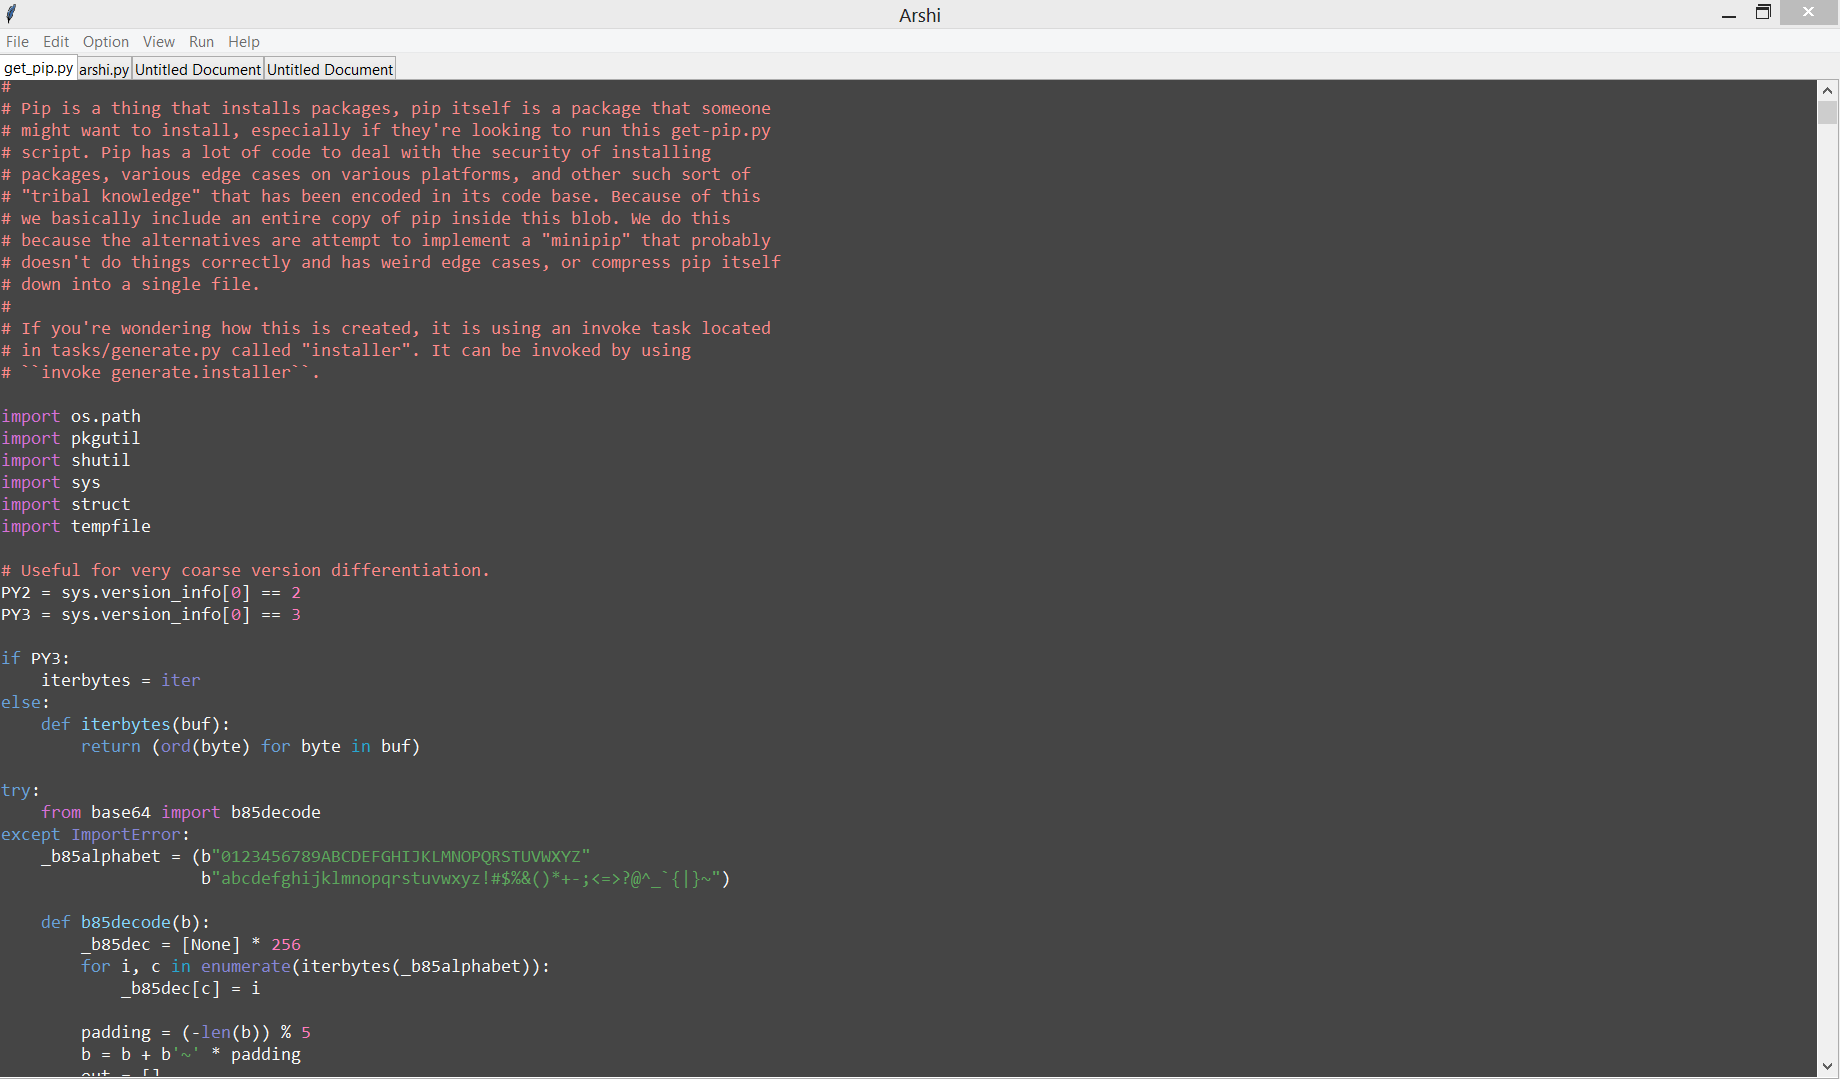 Arshi
File Edit Option View Run Help
get_pip.py arshi.py Untitled Document Untitled Document
#
# Pip is a thing that installs packages, pip itself is a package that someone
# might want to install, especially if they're looking to run this get-pip.py
# script. Pip has a lot of code to deal with the security of installing
# packages, various edge cases on various platforms, and other such sort of
# "tribal knowledge" that has been encoded in its code base. Because of this
# we basically include an entire copy of pip inside this blob. We do this
# because the alternatives are attempt to implement a "minipip" that probably
# doesn't do things correctly and has weird edge cases, or compress pip itself
# down into a single file.
#
# If you're wondering how this is created, it is using an invoke task located
# in tasks/generate.py called "installer". It can be invoked by using
# ``invoke generate.installer``.
import os.path
import pkgutil
import shutil
import sys
import struct
import tempfile
# Useful for very coarse version differentiation.
PY2 = sys.version_info[0] == 2
PY3 = sys.version_info[0] == 3
if PY3:
    iterbytes = iter
else:
    def iterbytes(buf):
        return (ord(byte) for byte in buf)
try:
    from base64 import b85decode
except ImportError:
    _b85alphabet = (b"0123456789ABCDEFGHIJKLMNOPQRSTUVWXYZ"
                    b"abcdefghijklmnopqrstuvwxyz!#$%&()*+-;<=>?@^_`{|}~")
    def b85decode(b):
        _b85dec = [None] * 256
        for i, c in enumerate(iterbytes(_b85alphabet)):
            _b85dec[c] = i
        padding = (-len(b)) % 5
        b = b + b'~' * padding
        out = []